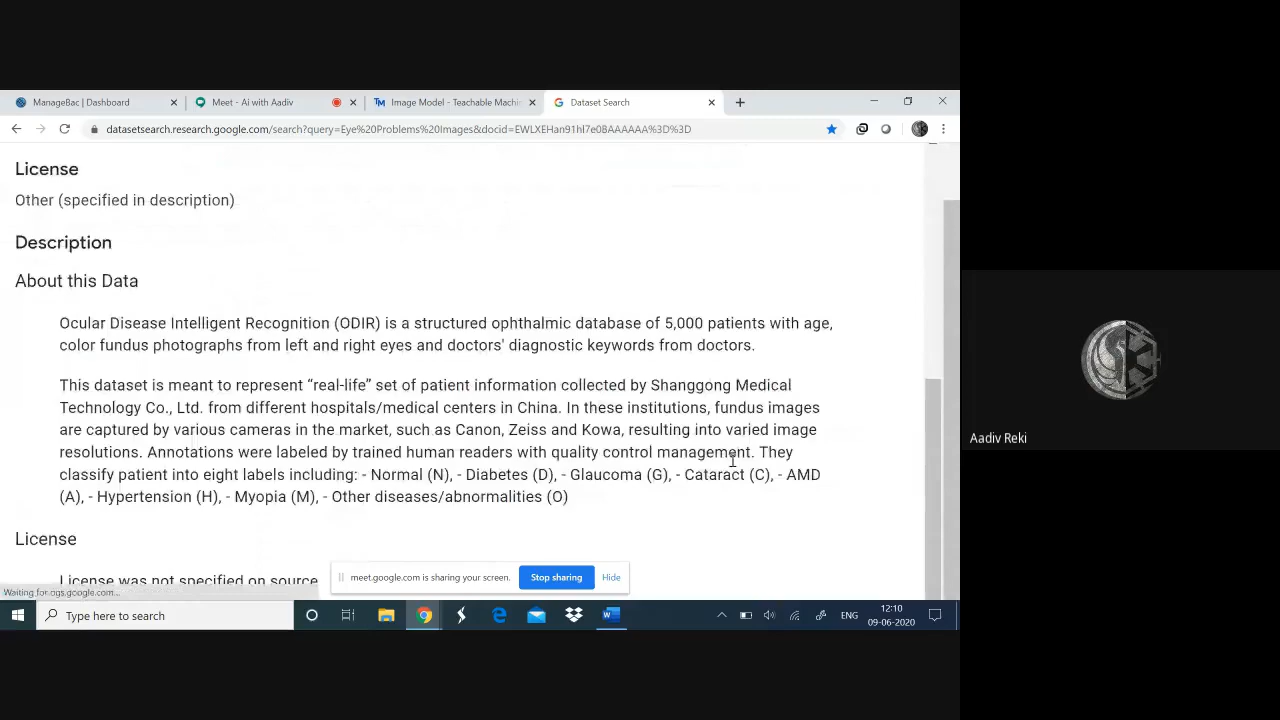 ManageBac | Dashboard
Meet - Ai with Aadiv
Image Model - Teachable Machin
Dataset Search
datasetsearch.research.google.com/search?query=Eye%20Problems%20Images&docid=EWLXEHan91hl7e0BAAAAAA%3D%3D
License
Other (specified in description)
Description
About this Data
Ocular Disease Intelligent Recognition (ODIR) is a structured ophthalmic database of 5,000 patients with age,
color fundus photographs from left and right eyes and doctors' diagnostic keywords from doctors.
This dataset is meant to represent “real-life” set of patient information collected by Shanggong Medical
Technology Co., Ltd. from different hospitals/medical centers in China. In these institutions, fundus images
are captured by various cameras in the market, such as Canon, Zeiss and Kowa, resulting into varied image
resolutions. Annotations were labeled by trained human readers with quality control management. They
classify patient into eight labels including: - Normal (N), - Diabetes (D), - Glaucoma (G), - Cataract (C), - AMD
(A), - Hypertension (H), - Myopia (M), - Other diseases/abnormalities (O)
License
License was not specified on source
Waiting for ogs.google.com...
meet.google.com is sharing your screen.
Stop sharing
Hide
Type here to search
ENG
12:10
09-06-2020
Aadiv Reki